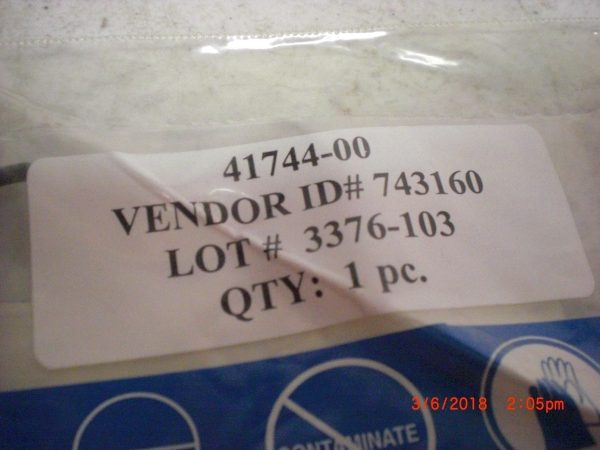 41744-00
VENDOR ID# 743160
LOT # 3376-103
QTY: 1 pc.
CONTAMINATE
3/6/2018 2:05pm